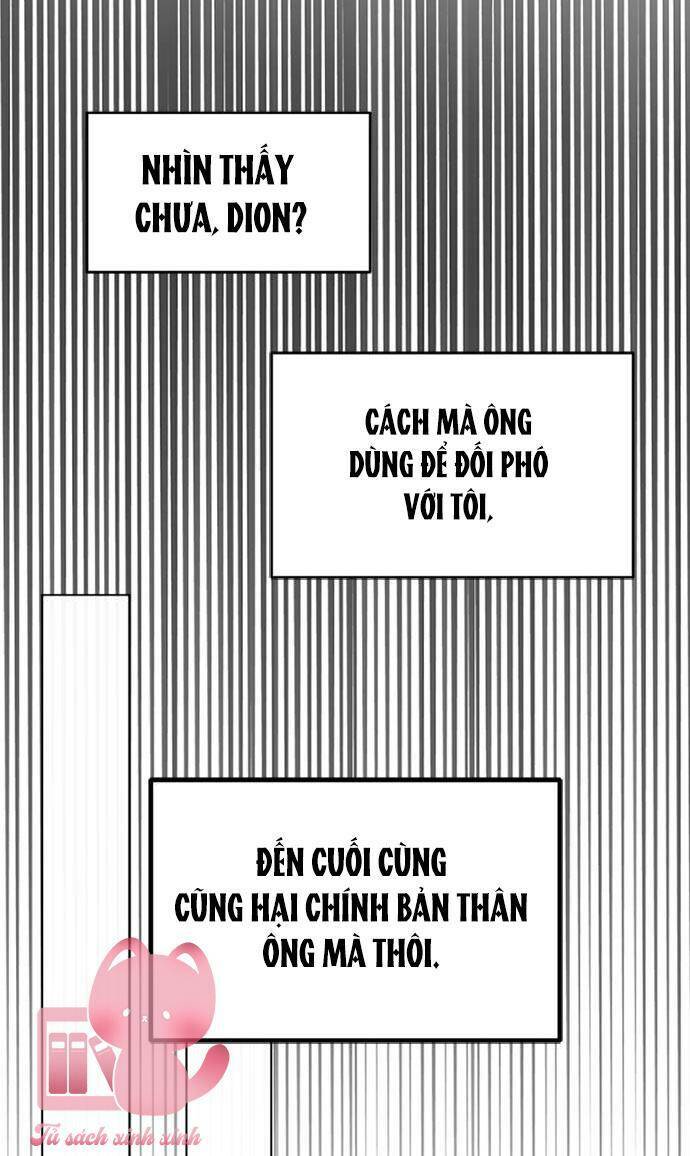 NHÌN THẤY
CHƯA, DION?
CÁCH MÀ ÔNG
DÙNG ĐỂ ĐỐI PHÓ
VỚI TÔI,
ĐẾN CUỐI CÙNG
CŨNG HẠI CHÍNH BẢN THÂN
ÔNG MÀ THÔI.
Tủ sách xinh xinh